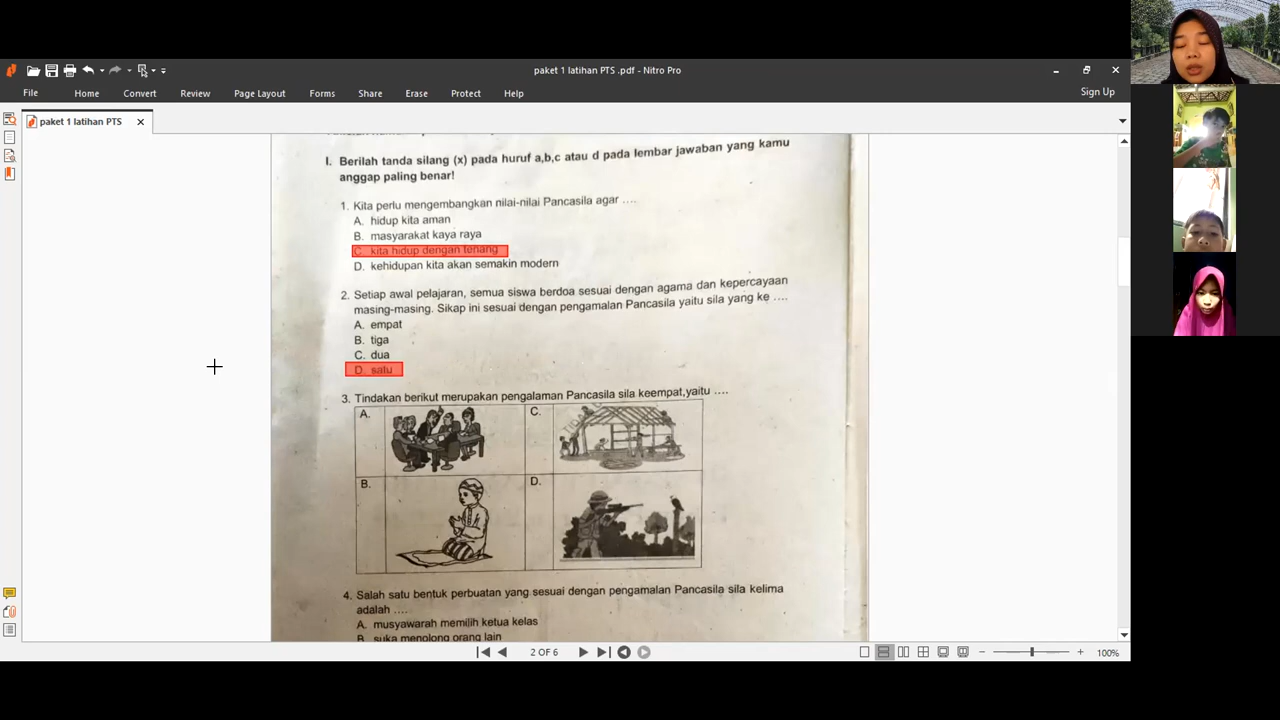 paket 1 latihan PTS .pdf - Nitro Pro
File Home Convert Review Page Layout Forms Share Erase Protect Help Sign Up
paket 1 latihan PTS
I. Berilah tanda silang (x) pada huruf a,b,c atau d pada lembar jawaban yang kamu
anggap paling benar!
1. Kita perlu mengembangkan nilai-nilai Pancasila agar ....
A. hidup kita aman
B. masyarakat kaya raya
C. kita hidup dengan tenang
D. kehidupan kita akan semakin modern
2. Setiap awal pelajaran, semua siswa berdoa sesuai dengan agama dan kepercayaan
masing-masing. Sikap ini sesuai dengan pengamalan Pancasila yaitu sila yang ke ....
A. empat
B. tiga
C. dua
D. satu
3. Tindakan berikut merupakan pengalaman Pancasila sila keempat,yaitu ....
A. C.
B. D.
4. Salah satu bentuk perbuatan yang sesuai dengan pengamalan Pancasila sila kelima
adalah ....
A. musyawarah memilih ketua kelas
B. suka menolong orang lain
2 OF 6
100%